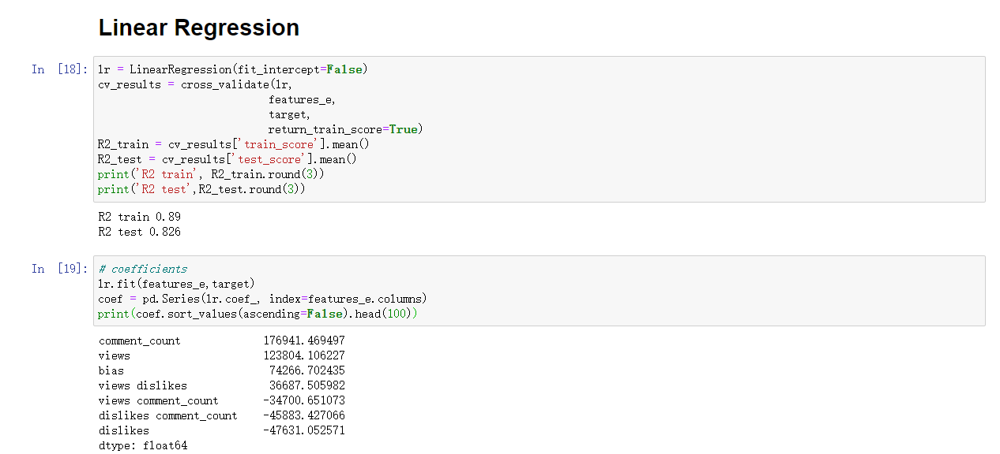 Linear Regression
In [18]: lr = LinearRegression(fit_intercept=False)
cv_results = cross_validate(lr,
features_e,
target,
return_train_score=True)
R2_train = cv_results['train_score'].mean()
R2_test = cv_results['test_score'].mean()
print('R2 train', R2_train.round(3))
print('R2 test',R2_test.round(3))
R2 train 0.89
R2 test 0.826
In [19]: # coefficients
lr.fit(features_e,target)
coef = pd.Series(lr.coef_, index=features_e.columns)
print(coef.sort_values(ascending=False).head(100))
comment_count 176941.469497
views 123804.106227
bias 74266.702435
views dislikes 36687.505982
views comment_count -34700.651073
dislikes comment_count -45883.427066
dislikes -47631.052571
dtype: float64